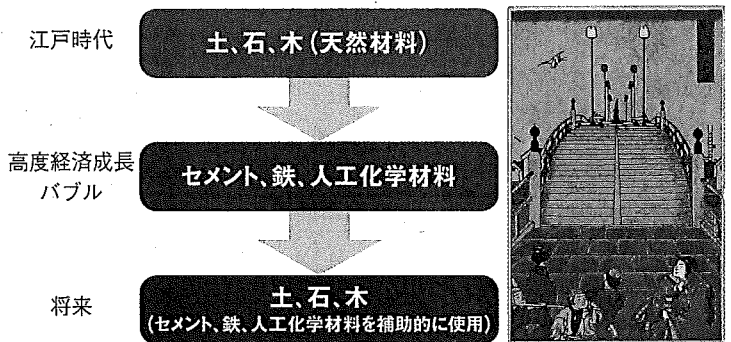 江戸時代
土、石、木(天然材料)
高度経済成長
バブル
セメント、鉄、人工化学材料
将来
土、石、木
(セメント、鉄、人工化学材料を補助的に使用)